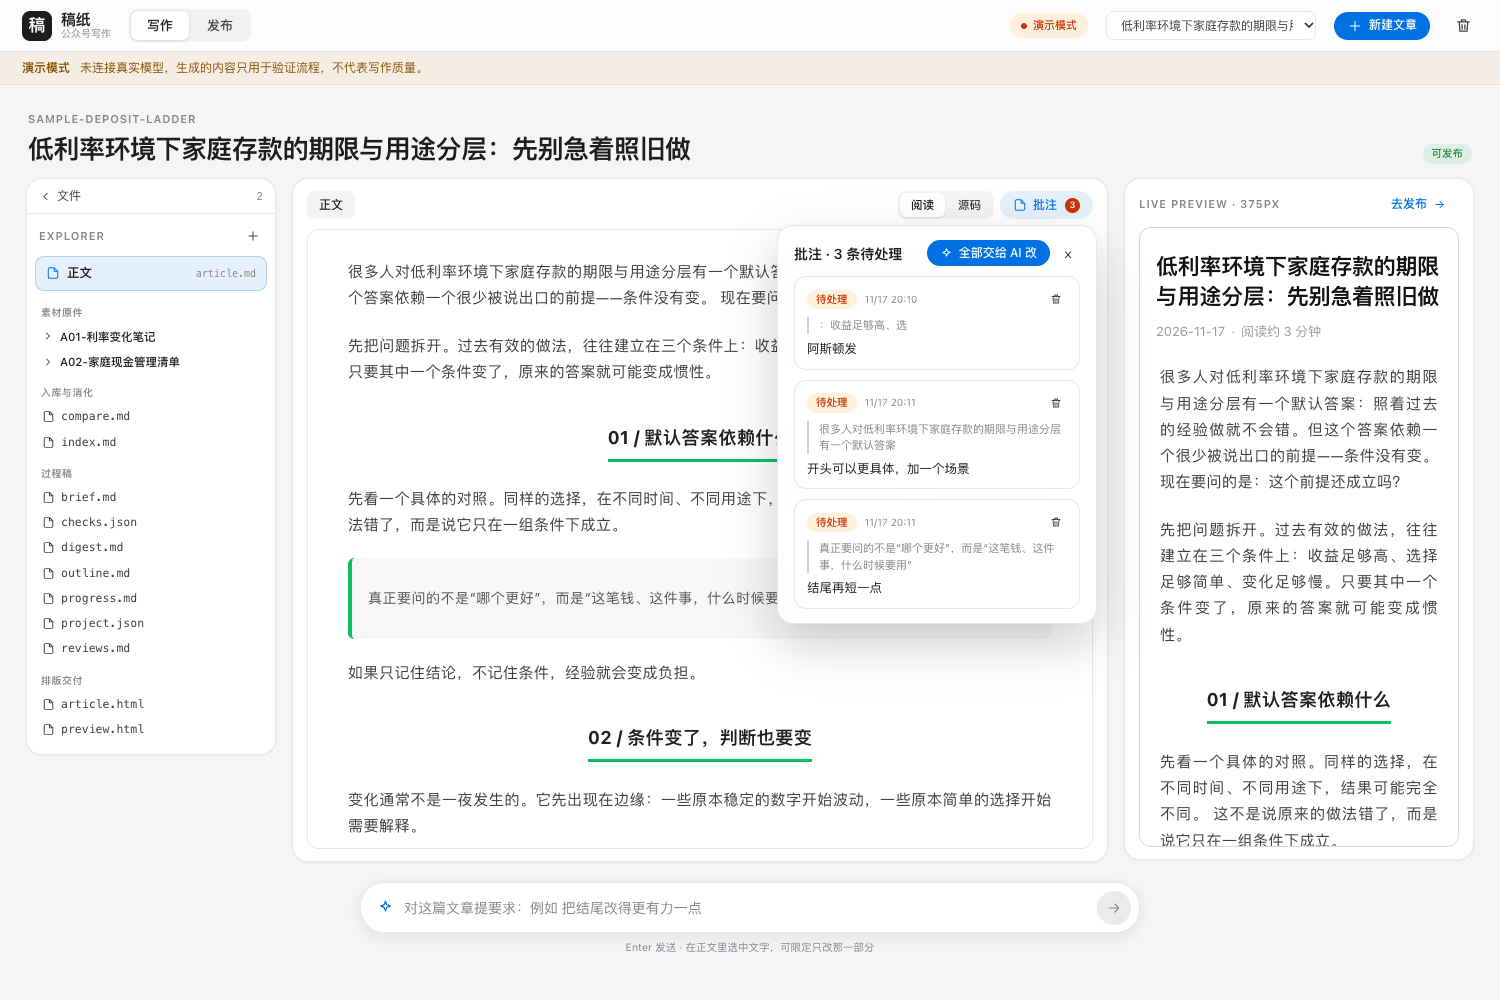 稿 稿纸
公众号写作
写作 发布
演示模式
低利率环境下家庭存款的期限与
新建文章
演示模式 未连接真实模型，生成的内容只用于验证流程，不代表写作质量。
SAMPLE-DEPOSIT-LADDER
低利率环境下家庭存款的期限与用途分层：先别急着照旧做
可发布
文件 2
EXPLORER
正文 article.md
素材原件
A01-利率变化笔记
A02-家庭现金管理清单
入库与消化
compare.md
index.md
过程稿
brief.md
checks.json
digest.md
outline.md
progress.md
project.json
reviews.md
排版交付
article.html
preview.html
正文
阅读 源码 批注 3
很多人对低利率环境下家庭存款的期限与用途分层有一个默认
个答案依赖一个很少被说出口的前提——条件没有变。 现在要
先把问题拆开。过去有效的做法，往往建立在三个条件上：收
只要其中一个条件变了，原来的答案就可能变成惯性。
01 / 默认答案依赖什
先看一个具体的对照。同样的选择，在不同时间、不同用途下，
法错了，而是说它只在一组条件下成立。
真正要问的不是“哪个更好”，而是“这笔钱、这件事，什么时候要
如果只记住结论，不记住条件，经验就会变成负担。
02 / 条件变了，判断也要变
变化通常不是一夜发生的。它先出现在边缘：一些原本稳定的数字开始波动，一些原本简单的选择开始
需要解释。
批注 · 3 条待处理 全部交给 AI 改 ×
待处理 11/17 20:10
：收益足够高、选
阿斯顿发
待处理 11/17 20:11
很多人对低利率环境下家庭存款的期限与用途分层
有一个默认答案
开头可以更具体，加一个场景
待处理 11/17 20:11
真正要问的不是“哪个更好”，而是“这笔钱、这件
事，什么时候要用”
结尾再短一点
LIVE PREVIEW · 375PX 去发布 →
低利率环境下家庭存款的期限
与用途分层：先别急着照旧做
2026-11-17 · 阅读约 3 分钟
很多人对低利率环境下家庭存款的期限
与用途分层有一个默认答案：照着过去
的经验做就不会错。但这个答案依赖一
个很少被说出口的前提——条件没有变。
现在要问的是：这个前提还成立吗？
先把问题拆开。过去有效的做法，往往
建立在三个条件上：收益足够高、选择
足够简单、变化足够慢。只要其中一个
条件变了，原来的答案就可能变成惯
性。
01 / 默认答案依赖什么
先看一个具体的对照。同样的选择，在
不同时间、不同用途下，结果可能完全
不同。 这不是说原来的做法错了，而是
说它只在一组条件下成立。
对这篇文章提要求：例如 把结尾改得更有力一点
Enter 发送 · 在正文里选中文字，可限定只改那一部分